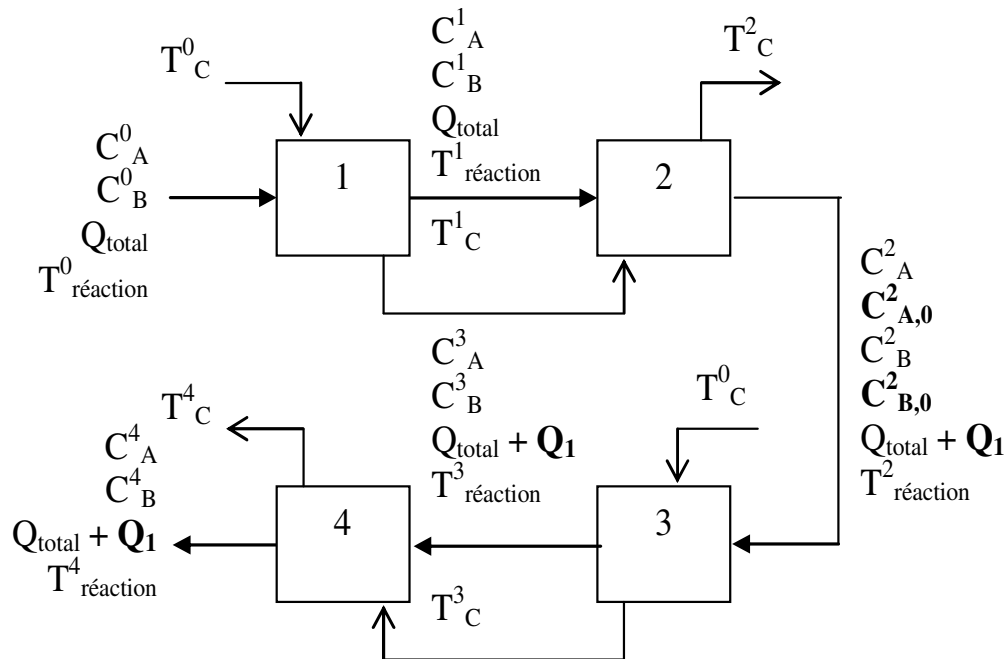 T⁰C
C⁰A
C⁰B
Qtotal
T⁰réaction
1
C¹A
C¹B
Qtotal
T¹réaction
T¹C
2
T²C
C²A
C²A,0
C²B
C²B,0
Qtotal + Q1
T²réaction
T⁰C
3
C³A
C³B
Qtotal + Q1
T³réaction
T³C
4
T⁴C
C⁴A
C⁴B
Qtotal + Q1
T⁴réaction